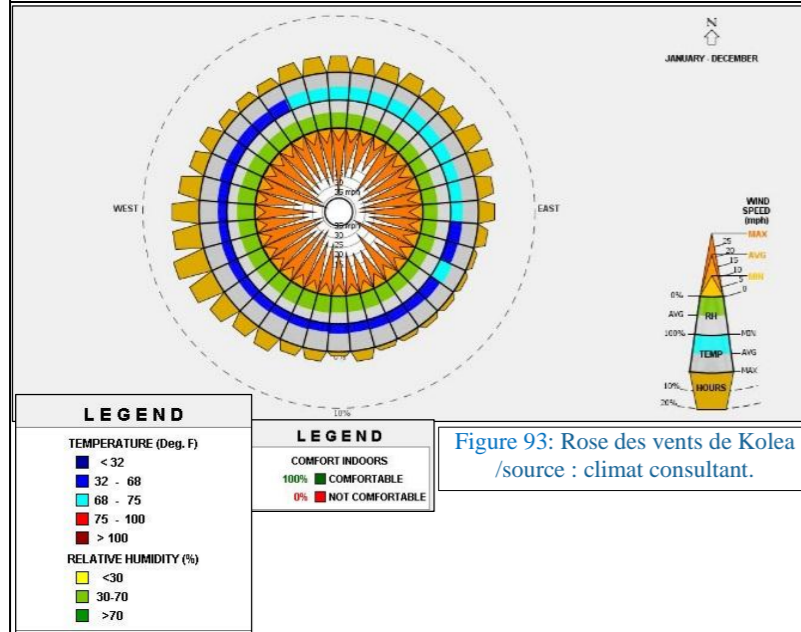 N
JANUARY - DECEMBER
WEST
EAST
35 mph
10%
WIND
SPEED
(mph)
MAX
25
20
AVG
15
10
MIN
5
0% 0
AVG RH
100% MIN
TEMP AVG
MAX
10% HOURS
20%
LEGEND
TEMPERATURE (Deg. F)
< 32
32 - 68
68 - 75
75 - 100
> 100
RELATIVE HUMIDITY (%)
<30
30-70
>70
LEGEND
COMFORT INDOORS
100% COMFORTABLE
0% NOT COMFORTABLE
Figure 93: Rose des vents de Kolea
/source : climat consultant.